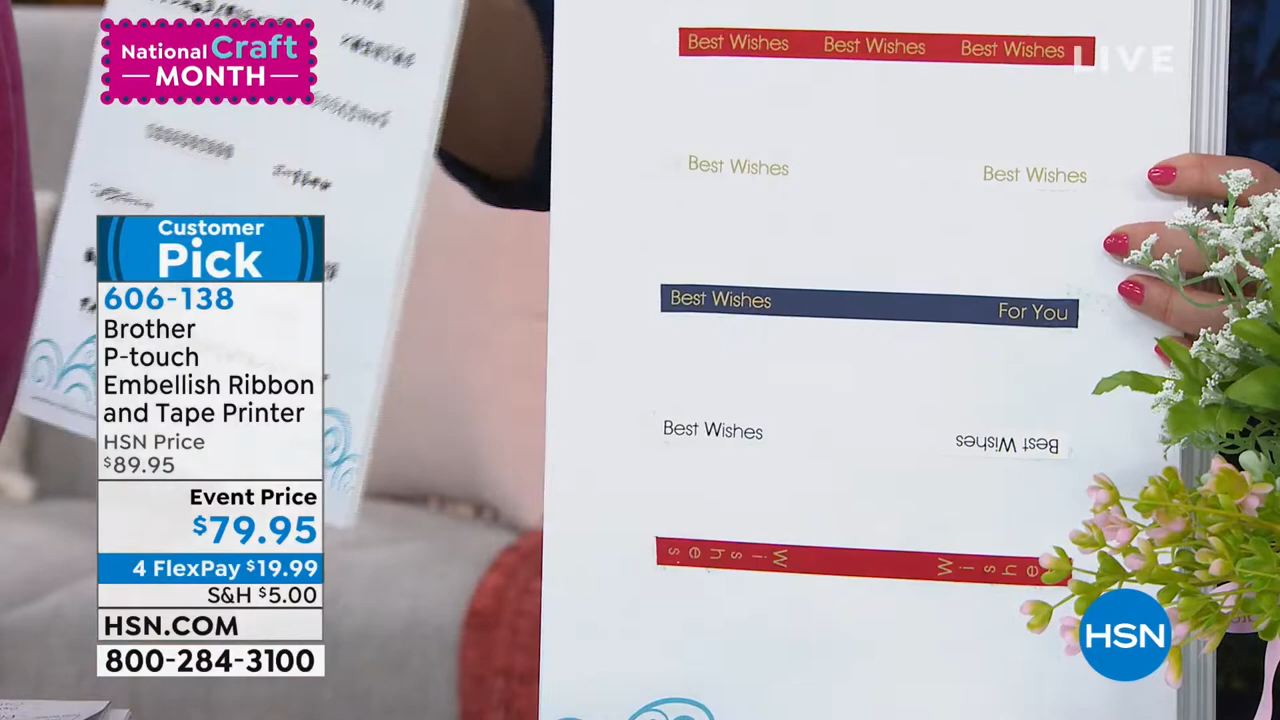 National Craft
MONTH
Customer
Pick
606-138
Brother
P-touch
Embellish Ribbon
and Tape Printer
HSN Price
$89.95
Event Price
$79.95
4 FlexPay $19.99
S&H $5.00
HSN.COM
800-284-3100
Best Wishes Best Wishes Best Wishes
LIVE
Best Wishes Best Wishes
Best Wishes For You
Best Wishes Best Wishes
Wishes Wishe
HSN